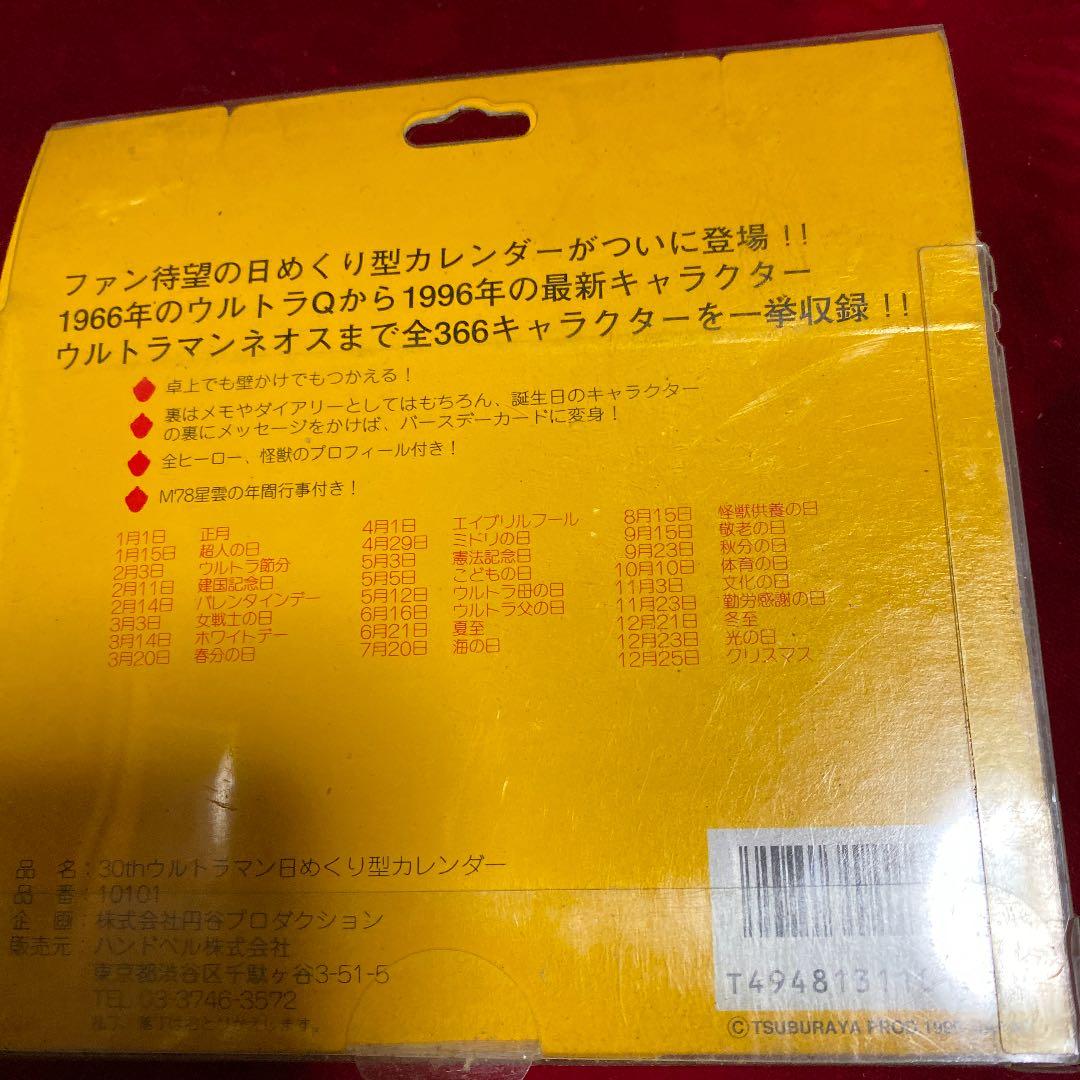 ファン待望の日めくり型カレンダーがついに登場!!
1966年のウルトラQから1996年の最新キャラクター
ウルトラマンネオスまで全366キャラクターを一挙収録!!
卓上でも壁かけでもつかえる!
裏はメモやダイアリーとしてはもちろん、誕生日のキャラクター
の裏にメッセージをかけば、バースデーカードに変身!
全ヒーロー、怪獣のプロフィール付き!
M78星雲の年間行事付き!
1月1日 正月
1月15日 超人の日
2月3日 ウルトラ節分
2月11日 建国記念日
2月14日 バレンタインデー
3月3日 女戦士の日
3月14日 ホワイトデー
3月20日 春分の日
4月1日 エイプリルフール
4月29日 ミドリの日
5月3日 憲法記念日
5月5日 こどもの日
5月12日 ウルトラ母の日
6月16日 ウルトラ父の日
6月21日 夏至
7月20日 海の日
8月15日 怪獣供養の日
9月15日 敬老の日
9月23日 秋分の日
10月10日 体育の日
11月3日 文化の日
11月23日 勤労感謝の日
12月21日 冬至
12月23日 光の日
12月25日 クリスマス
品 名:30thウルトラマン日めくり型カレンダー
品 番:10101
企 画:株式会社円谷プロダクション
販売元:ハンドベル株式会社
東京都渋谷区千駄ヶ谷3-51-5
TEL 03-3746-3572
T4948131
©TSUBURAYA PROD